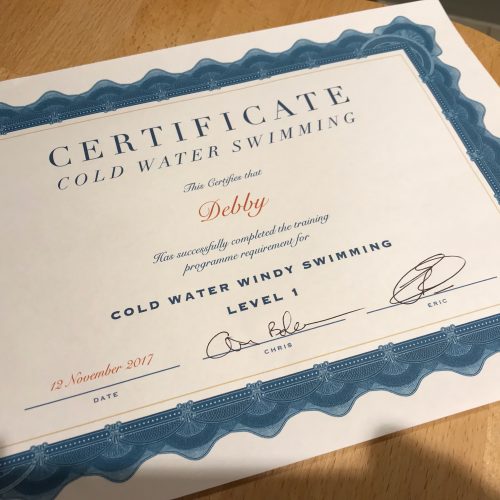 CERTIFICATE
COLD WATER SWIMMING
This Certifies that
Debby
Has successfully completed the training
programme requirement for
COLD WATER WINDY SWIMMING
LEVEL 1
12 November 2017
DATE
CHRIS
ERIC